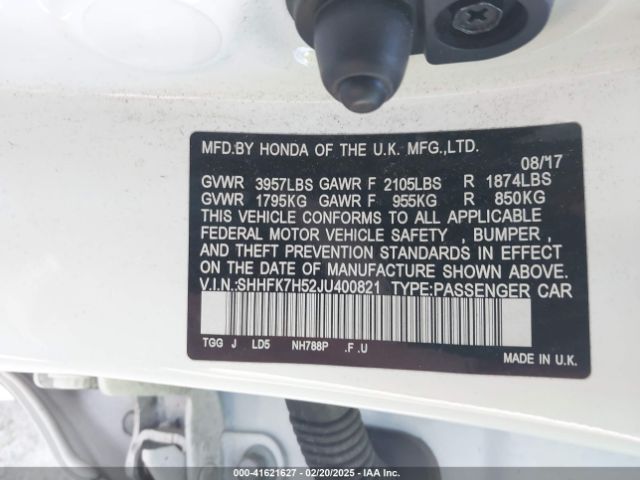 MFD.BY HONDA OF THE U.K. MFG.,LTD.
08/17
GVWR 3957LBS GAWR F 2105LBS R 1874LBS
GVWR 1795KG GAWR F 955KG R 850KG
THIS VEHICLE CONFORMS TO ALL APPLICABLE
FEDERAL MOTOR VEHICLE SAFETY , BUMPER ,
AND THEFT PREVENTION STANDARDS IN EFFECT
ON THE DATE OF MANUFACTURE SHOWN ABOVE.
V.I.N.:SHHFK7H52JU400821 TYPE:PASSENGER CAR
TGG J LD5 NH788P .F .U
MADE IN U.K.
000-41621627 - 02/20/2025 - IAA Inc.